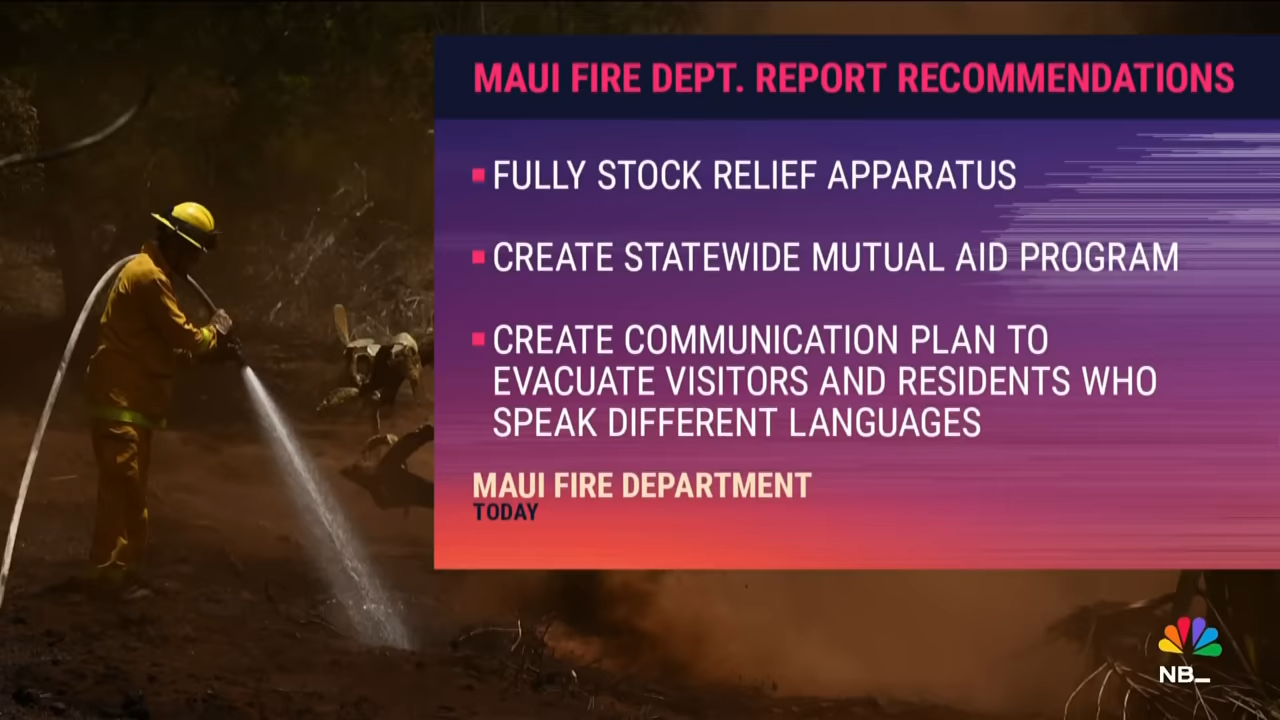 MAUI FIRE DEPT. REPORT RECOMMENDATIONS
FULLY STOCK RELIEF APPARATUS
CREATE STATEWIDE MUTUAL AID PROGRAM
CREATE COMMUNICATION PLAN TO
EVACUATE VISITORS AND RESIDENTS WHO
SPEAK DIFFERENT LANGUAGES
MAUI FIRE DEPARTMENT
TODAY
NB_